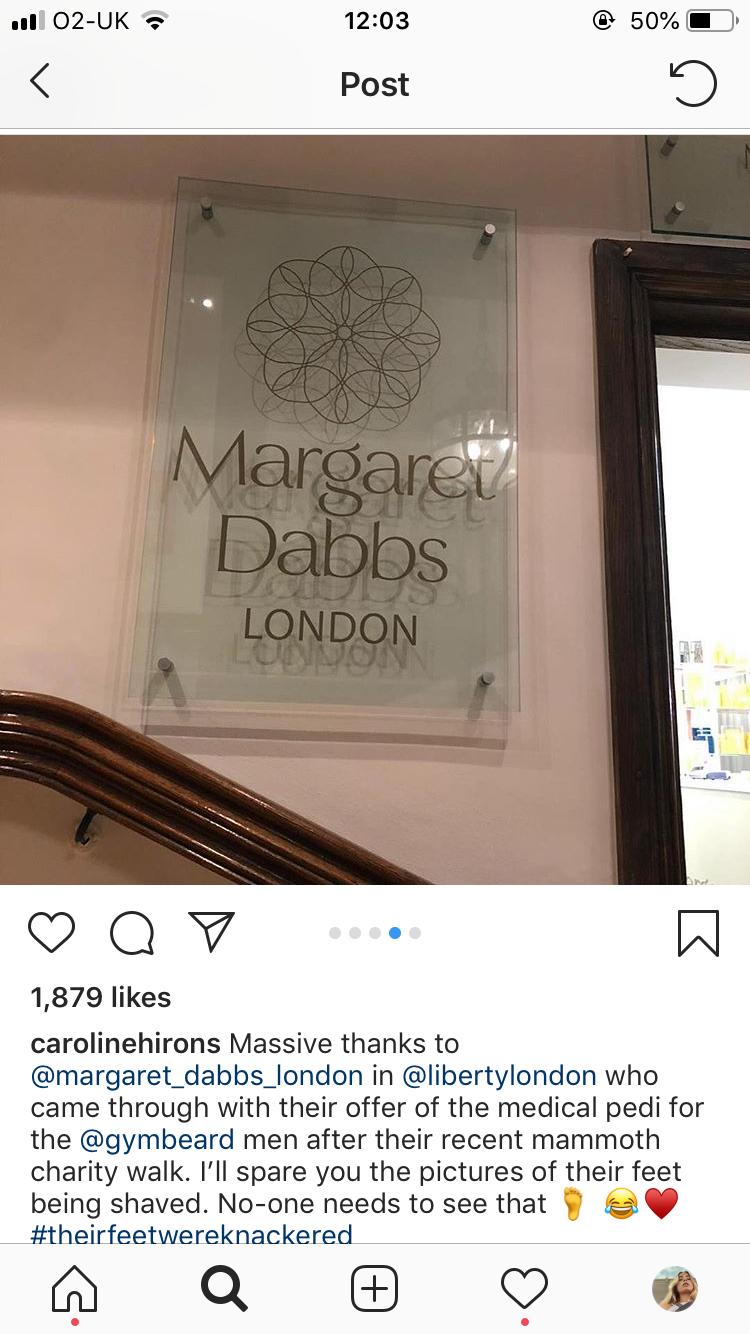 O2-UK 12:03 50%
Post
Margaret
Dabbs
LONDON
1,879 likes
carolinehirons Massive thanks to
@margaret_dabbs_london in @libertylondon who
came through with their offer of the medical pedi for
the @gymbeard men after their recent mammoth
charity walk. I’ll spare you the pictures of their feet
being shaved. No-one needs to see that 🦶 😂♥️
#theirfeetwereknackered